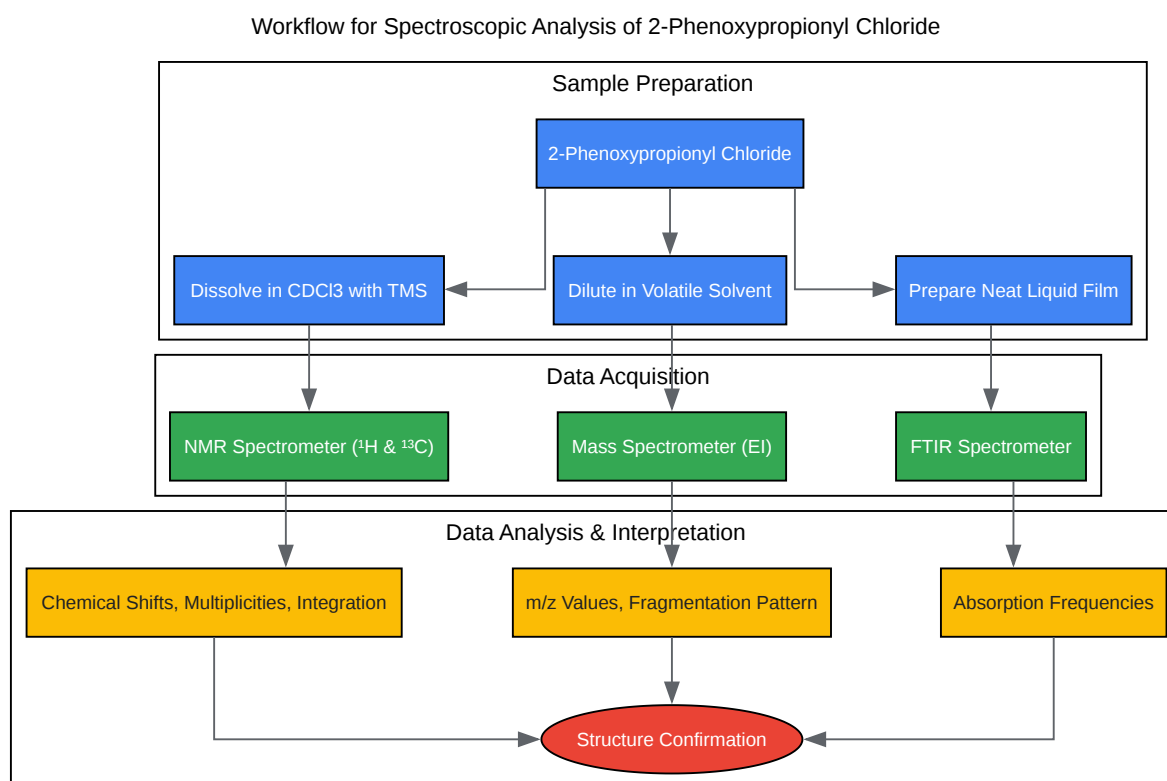 Workflow for Spectroscopic Analysis of 2-Phenoxypropionyl Chloride
Sample Preparation
2-Phenoxypropionyl Chloride
Dissolve in CDCl3 with TMS
Dilute in Volatile Solvent
Prepare Neat Liquid Film
Data Acquisition
NMR Spectrometer (¹H & ¹³C)
Mass Spectrometer (EI)
FTIR Spectrometer
Data Analysis & Interpretation
Chemical Shifts, Multiplicities, Integration
m/z Values, Fragmentation Pattern
Absorption Frequencies
Structure Confirmation